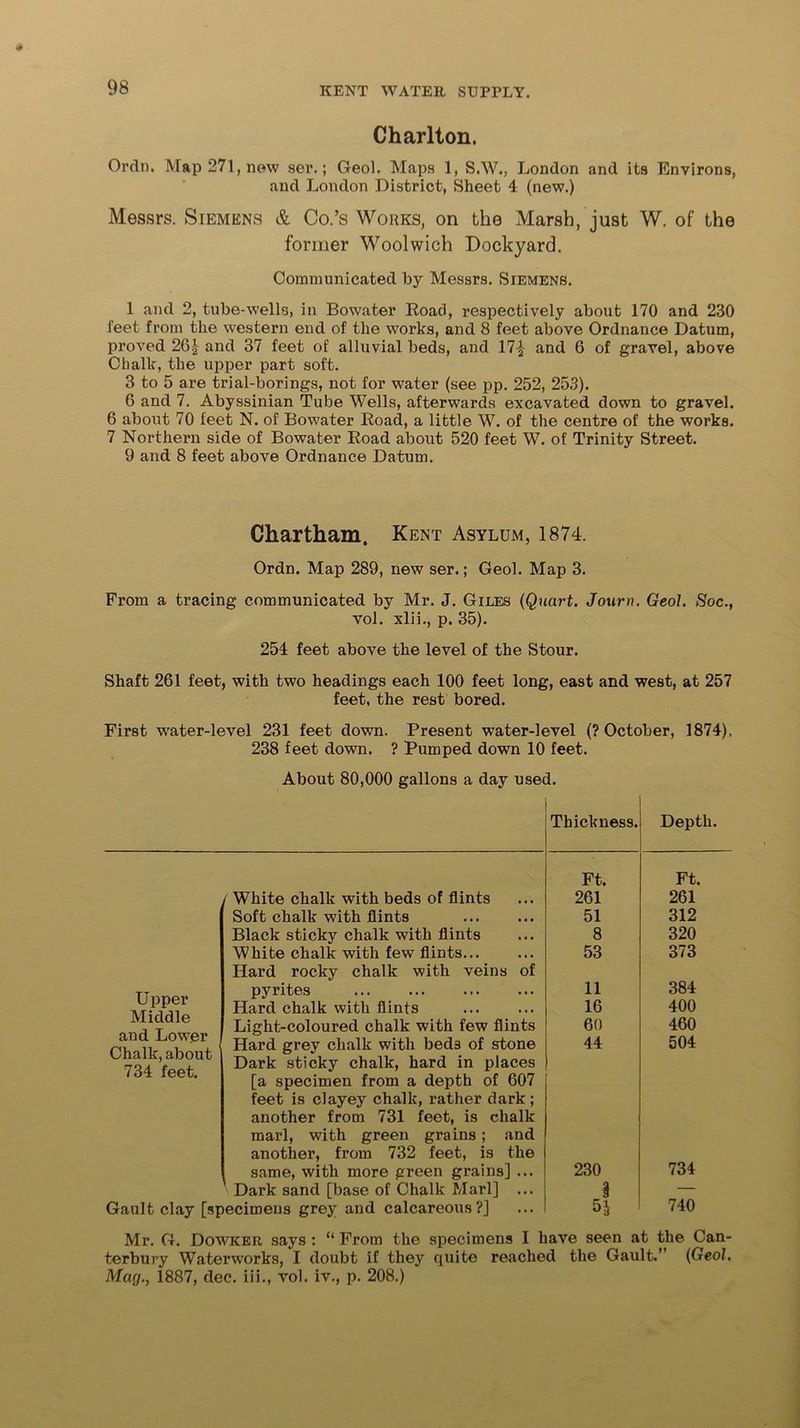 98 KENT WATER SUPPLY.
Charlton.
Ordn. Map 271, new ser.; Geol. Maps 1, S.W., London and its Environs,
and London District, Sheet 4 (new.)
Messrs. SIEMENS & Co.'s WORKS, on the Marsh, just W. of the
former Woolwich Dockyard.
Communicated by Messrs. SIEMENS.
1 and 2, tube-wells, in Bowater Road, respectively about 170 and 230
feet from the western end of the works, and 8 feet above Ordnance Datum,
proved 26½ and 37 feet of alluvial beds, and 17½ and 6 of gravel, above
Chalk, the upper part soft.
3 to 5 are trial-borings, not for water (see pp. 252, 253).
6 and 7. Abyssinian Tube Wells, afterwards excavated down to gravel.
6 about 70 feet N. of Bowater Road, a little W. of the centre of the works.
7 Northern side of Bowater Road about 520 feet W. of Trinity Street.
9 and 8 feet above Ordnance Datum.
Chartham. KENT ASYLUM, 1874.
Ordn. Map 289, new ser.; Geol. Map 3.
From a tracing communicated by Mr. J. GILES (Quart. Journ. Geol. Soc.,
vol. xlii., p. 35).
254 feet above the level of the Stour.
Shaft 261 feet, with two headings each 100 feet long, east and west, at 257
feet, the rest bored.
First water-level 231 feet down. Present water-level (? October, 1874),
238 feet down. ? Pumped down 10 feet.
About 80,000 gallons a day used.
Thickness. Depth.
Ft. Ft.
White chalk with beds of flints ... 261 261
Soft chalk with flints ... ... 51 312
Black sticky chalk with flints ... 8 320
White chalk with few flints... ... 53 373
Hard rocky chalk with veins of
pyrites ... ... ... ... 11 384
Hard chalk with flints ... ... 16 400
Light-coloured chalk with few flints 60 460
Hard grey chalk with beds of stone 44 504
Dark sticky chalk, hard in places
[a specimen from a depth of 607
feet is clayey chalk, rather dark;
another from 731 feet, is chalk
marl, with green grains; and
another, from 732 feet, is the
same, with more green grains] ... 230 734
Dark sand [base of Chalk Marl] ... —
Upper
Middle
and Lower
Chalk, about
734 feet.
Gault clay [specimens grey and calcareous?] ... 740
Mr. G. DOWKER says : "From the specimens I have seen at the Can-
terbury Waterworks, I doubt if they quite reached the Gault." (Geol.
Mag., 1887, dec. iii., vol. iv., p. 208.)